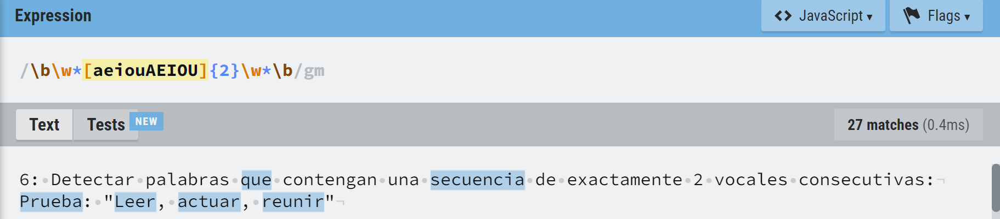 Expression
<> JavaScript ▾
Flags ▾
/\b\w*[aeiouAEIOU]{2}\w*\b/gm
Text
Tests NEW
27 matches (0.4ms)
6: Detectar palabras que contengan una secuencia de exactamente 2 vocales consecutivas:
Prueba: "Leer, actuar, reunir"